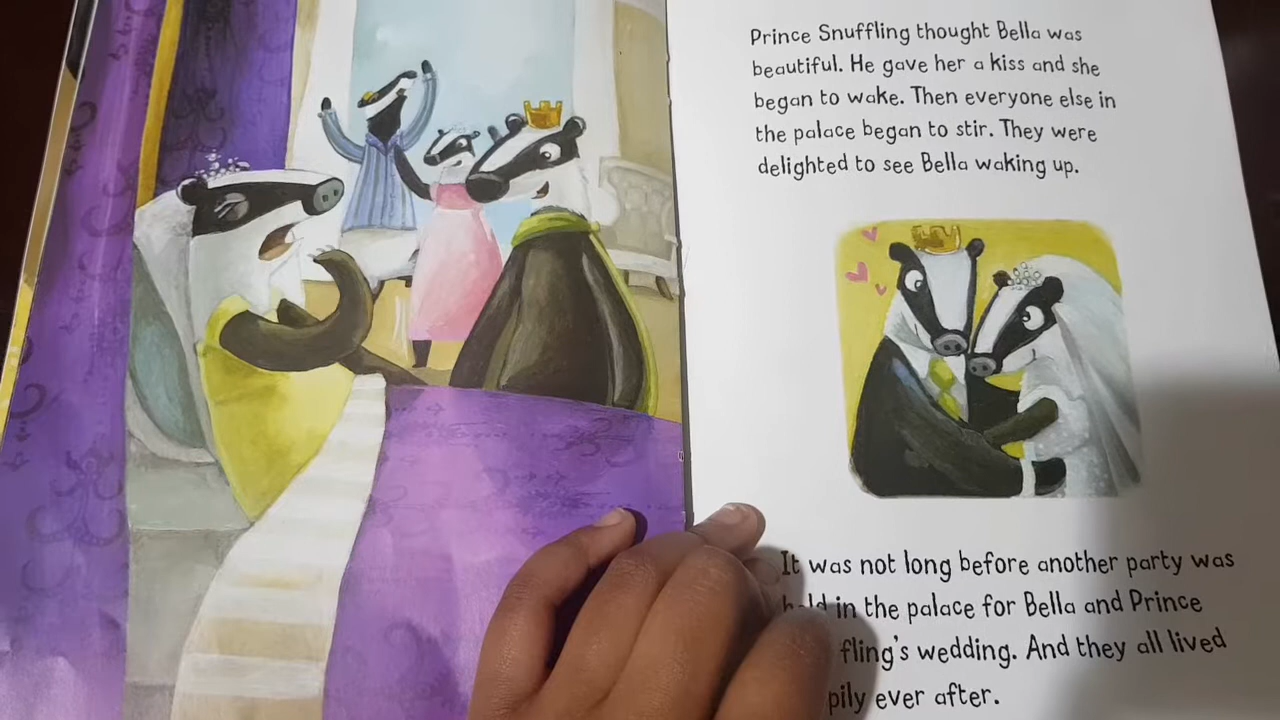 Prince Snuffling thought Bella was
beautiful. He gave her a kiss and she
began to wake. Then everyone else in
the palace began to stir. They were
delighted to see Bella waking up.
It was not long before another party was
in the palace for Bella and Prince
fling's wedding. And they all lived
pily ever after.